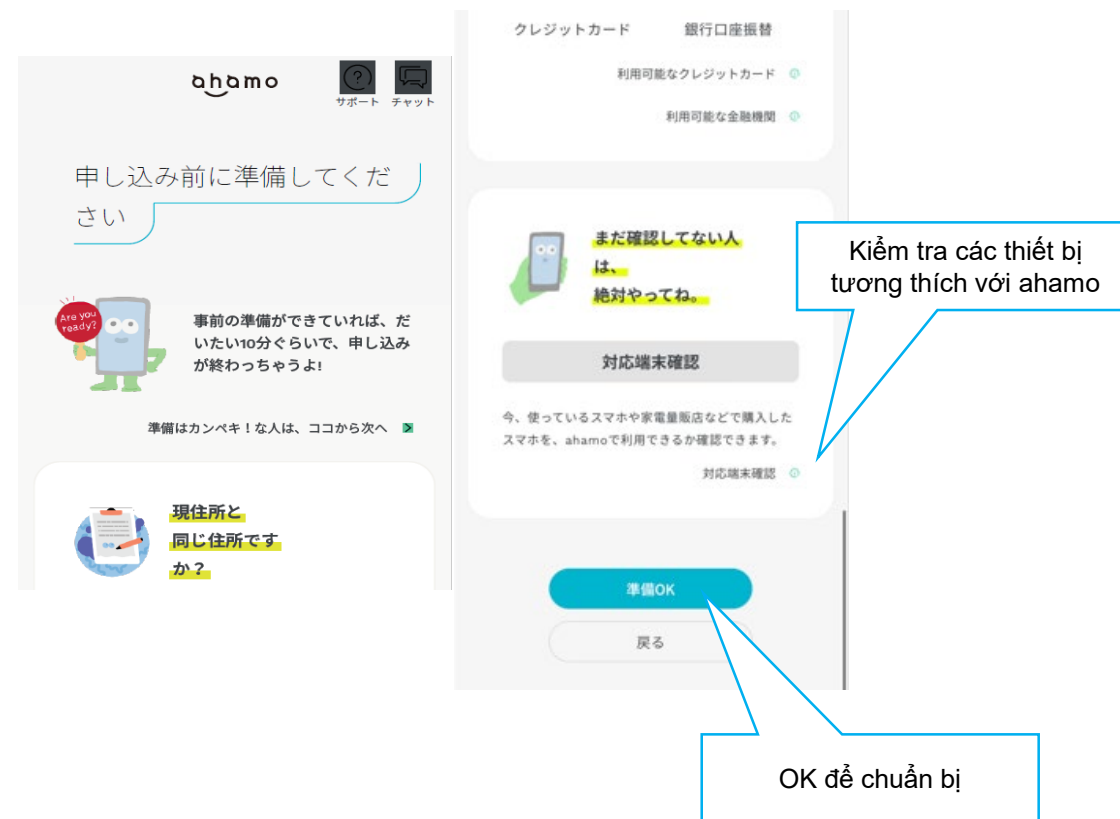 ahamo
サポート
チャット
申し込み前に準備してくだ
さい
Are you
ready?
事前の準備ができていれば、だ
いたい10分ぐらいで、申し込み
が終わっちゃうよ!
準備はカンペキ！な人は、ココから次へ
現住所と
同じ住所です
か？
クレジットカード
銀行口座振替
利用可能なクレジットカード
利用可能な金融機関
まだ確認してない人
は、
絶対やってね。
対応端末確認
今、使っているスマホや家電量販店などで購入した
スマホを、ahamoで利用できるか確認できます。
対応端末確認
準備OK
戻る
Kiểm tra các thiết bị
tương thích với ahamo
OK để chuẩn bị